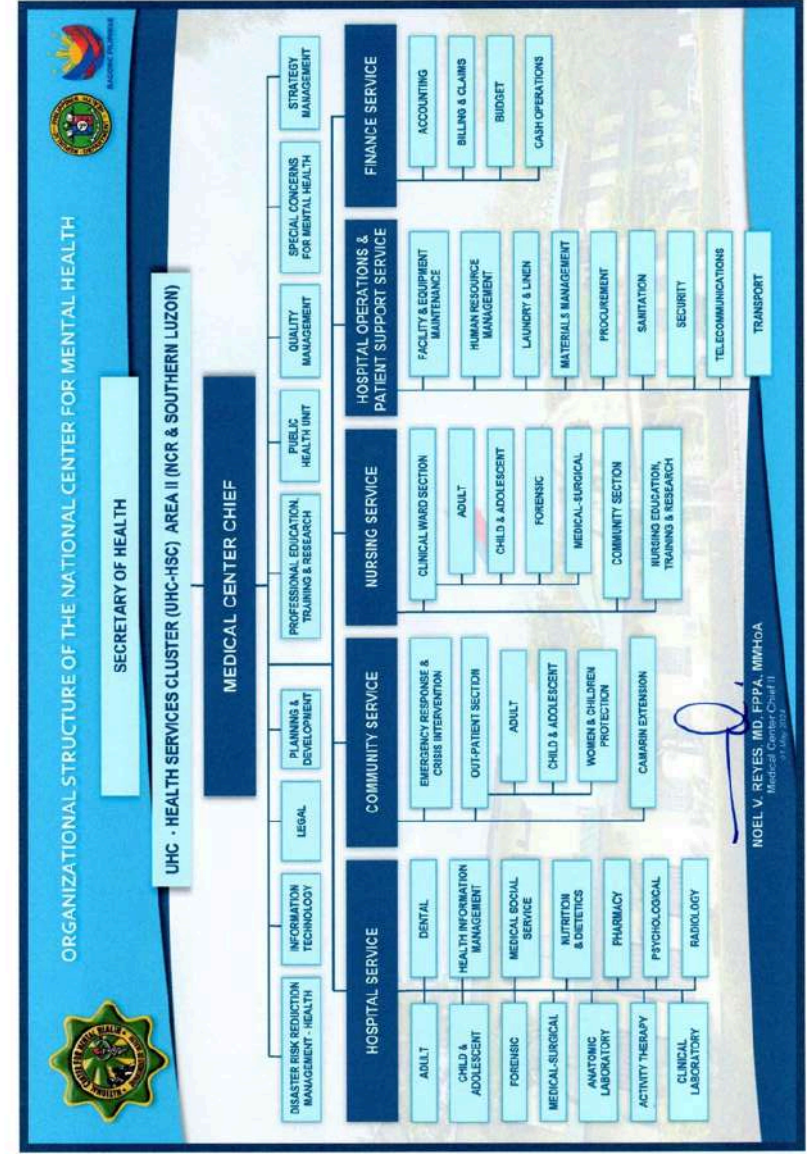 ORGANIZATIONAL STRUCTURE OF THE NATIONAL CENTER FOR MENTAL HEALTH
BAGONG PILIPINAS
SECRETARY OF HEALTH
UHC - HEALTH SERVICES CLUSTER (UHC-HSC) AREA II (NCR & SOUTHERN LUZON)
MEDICAL CENTER CHIEF
DISASTER RISK REDUCTION
MANAGEMENT - HEALTH
INFORMATION
TECHNOLOGY
LEGAL
PLANNING &
DEVELOPMENT
PROFESSIONAL EDUCATION,
TRAINING & RESEARCH
PUBLIC
HEALTH UNIT
QUALITY
MANAGEMENT
SPECIAL CONCERNS
FOR MENTAL HEALTH
STRATEGY
MANAGEMENT
HOSPITAL SERVICE
ADULT
CHILD &
ADOLESCENT
FORENSIC
MEDICAL-SURGICAL
ANATOMIC
LABORATORY
ACTIVITY THERAPY
CLINICAL
LABORATORY
DENTAL
HEALTH INFORMATION
MANAGEMENT
MEDICAL SOCIAL
SERVICE
NUTRITION
& DIETETICS
PHARMACY
PSYCHOLOGICAL
RADIOLOGY
COMMUNITY SERVICE
EMERGENCY RESPONSE &
CRISIS INTERVENTION
OUT-PATIENT SECTION
ADULT
CHILD & ADOLESCENT
WOMEN & CHILDREN
PROTECTION
CAMARIN EXTENSION
NURSING SERVICE
CLINICAL WARD SECTION
ADULT
CHILD & ADOLESCENT
FORENSIC
MEDICAL-SURGICAL
COMMUNITY SECTION
NURSING EDUCATION,
TRAINING & RESEARCH
HOSPITAL OPERATIONS &
PATIENT SUPPORT SERVICE
FACILITY & EQUIPMENT
MAINTENANCE
HUMAN RESOURCE
MANAGEMENT
LAUNDRY & LINEN
MATERIALS MANAGEMENT
PROCUREMENT
SANITATION
SECURITY
TELECOMMUNICATIONS
TRANSPORT
FINANCE SERVICE
ACCOUNTING
BILLING & CLAIMS
BUDGET
CASH OPERATIONS
NOEL V. REYES, MD, FPPA, MMHoA
Medical Center Chief II
May 2024